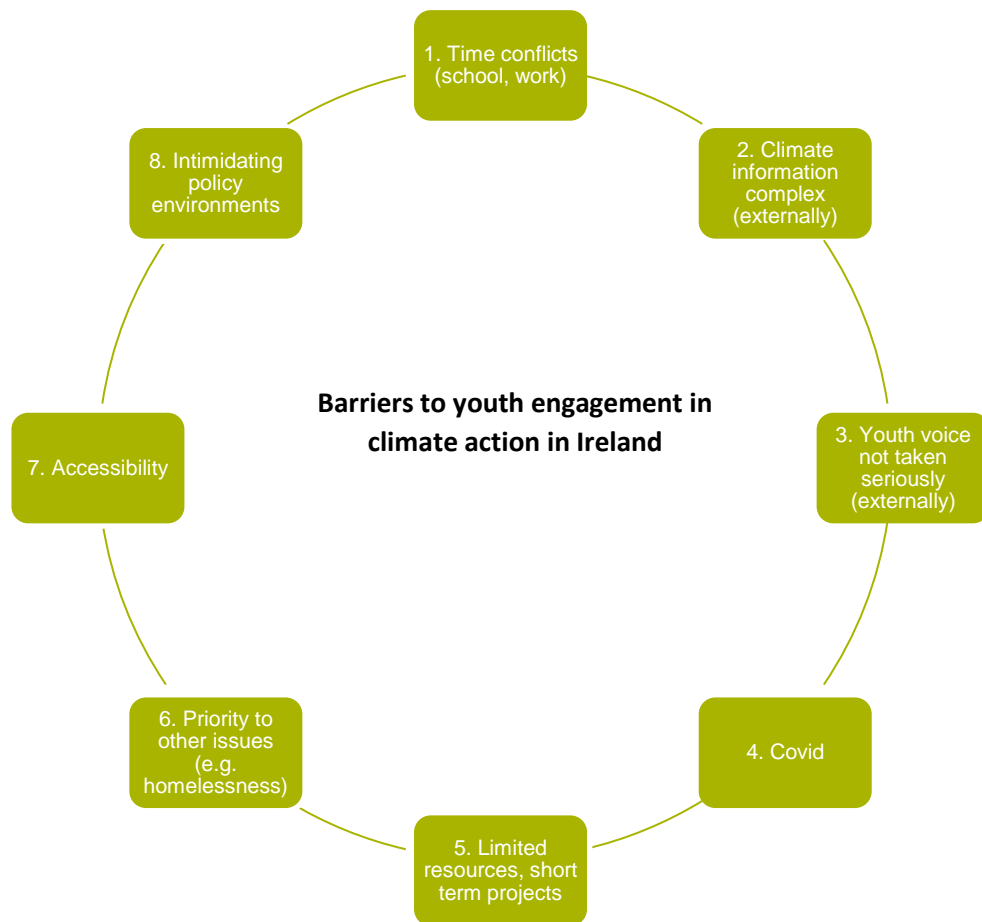 1. Time conflicts
(school, work)
2. Climate
information
complex
(externally)
3. Youth voice
not taken
seriously
(externally)
4. Covid
5. Limited
resources, short
term projects
6. Priority to
other issues
(e.g.
homelessness)
7. Accessibility
8. Intimidating
policy
environments
Barriers to youth engagement in
climate action in Ireland